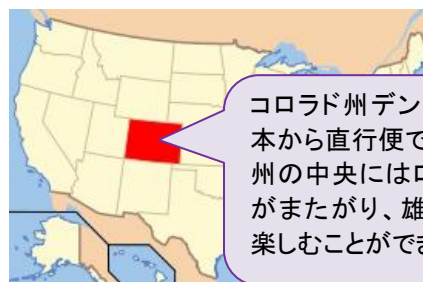 コロラド州デン
本から直行便で
州の中央にはロ
がまたがり、雄
楽しむことができ